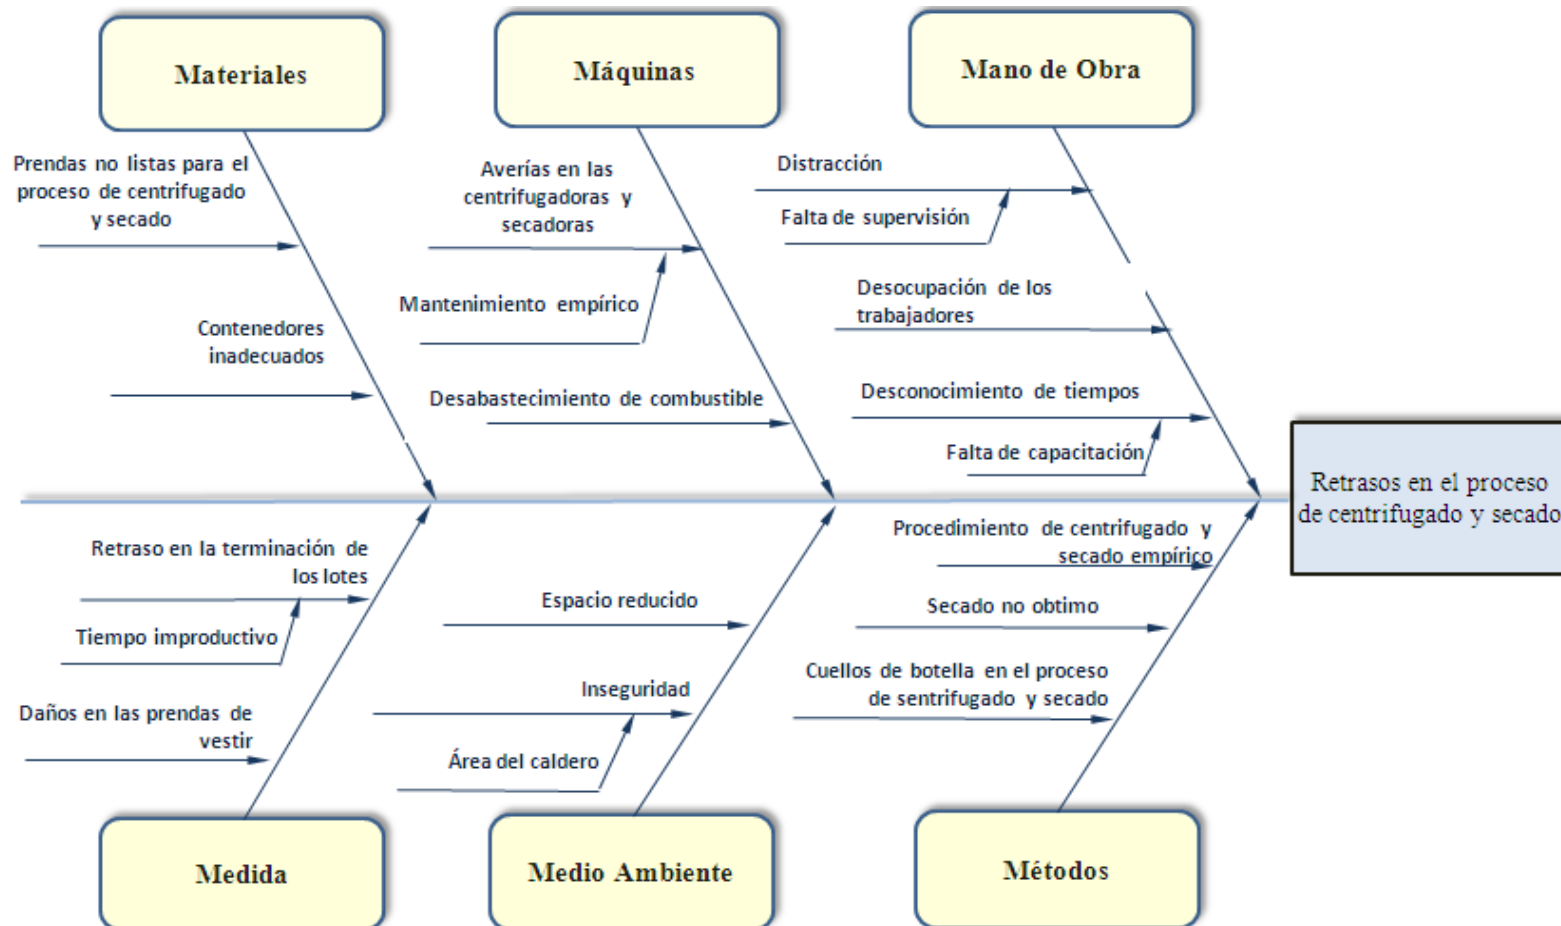 Materiales
Máquinas
Mano de Obra
Prendas no listas para el
proceso de centrifugado
y secado
Contenedores
inadecuados
Averías en las
centrifugadoras y
secadoras
Mantenimiento empírico
Desabastecimiento de combustible
Distracción
Falta de supervisión
Desocupación de los
trabajadores
Desconocimiento de tiempos
Falta de capacitación
Retrasos en el proceso
de centrifugado y secado
Retraso en la terminación de
los lotes
Tiempo improductivo
Daños en las prendas de
vestir
Espacio reducido
Inseguridad
Área del caldero
Procedimiento de centrifugado y
secado empírico
Secado no obtimo
Cuellos de botella en el proceso
de sentrifugado y secado
Medida
Medio Ambiente
Métodos